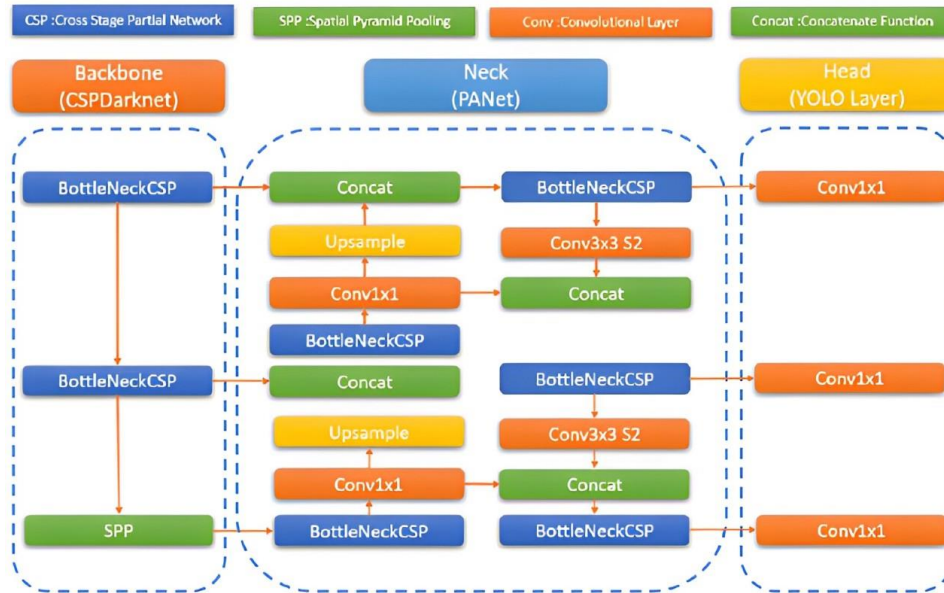 CSP :Cross Stage Partial Network
SPP :Spatial Pyramid Pooling
Conv :Convolutional Layer
Concat :Concatenate Function
Backbone
(CSPDarknet)
Neck
(PANet)
Head
(YOLO Layer)
BottleNeckCSP
Concat
BottleNeckCSP
Conv1x1
Upsample
Conv3x3 S2
Conv1x1
Concat
BottleNeckCSP
BottleNeckCSP
Concat
BottleNeckCSP
Conv1x1
Upsample
Conv3x3 S2
Conv1x1
Concat
SPP
BottleNeckCSP
BottleNeckCSP
Conv1x1